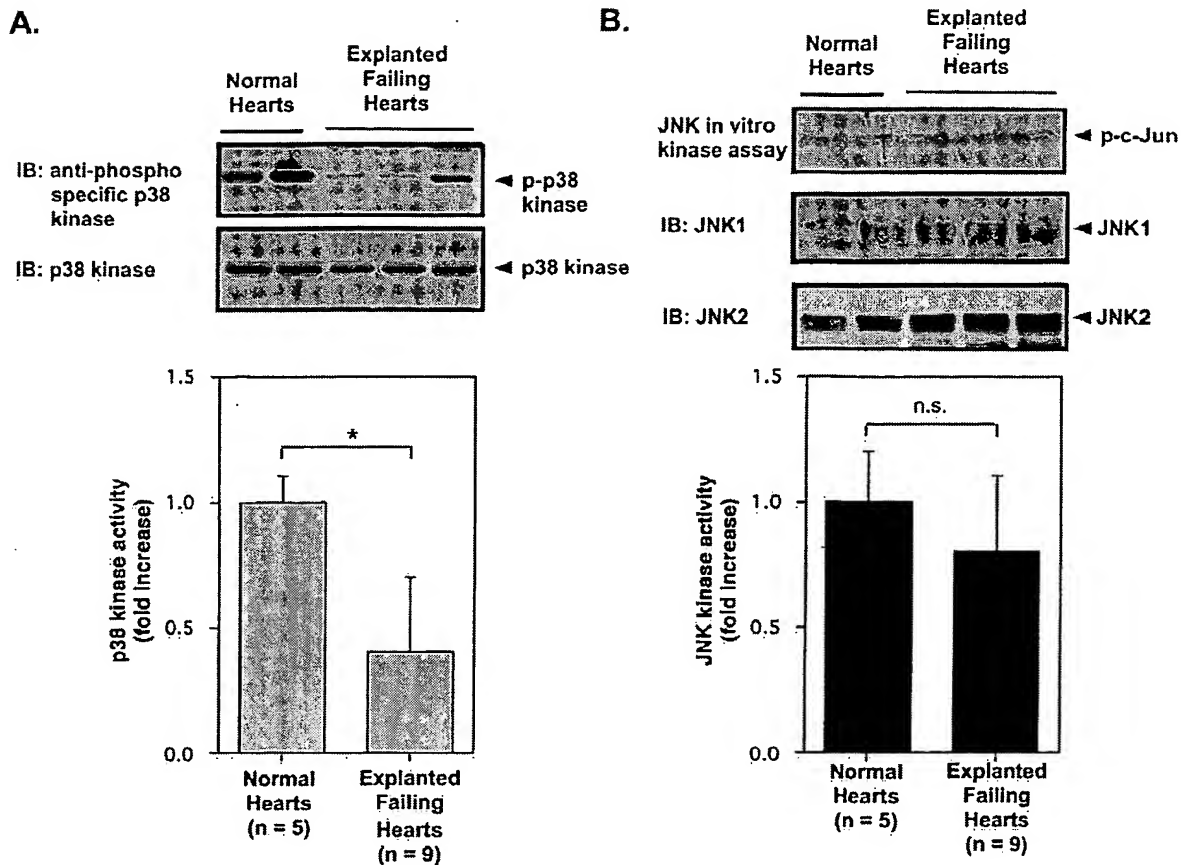 A.
Normal
Hearts
Explanted
Failing
Hearts
IB: anti-phospho
specific p38
kinase
p-p38
kinase
IB: p38 kinase
p38 kinase
1.5
1.0
0.5
0.0
p38 kinase activity
(fold increase)
*
Normal
Hearts
(n = 5)
Explanted
Failing
Hearts
(n = 9)
B.
Normal
Hearts
Explanted
Failing
Hearts
JNK in vitro
kinase assay
p-c-Jun
IB: JNK1
JNK1
IB: JNK2
JNK2
1.5
1.0
0.5
0.0
JNK kinase activity
(fold increase)
n.s.
Normal
Hearts
(n = 5)
Explanted
Failing
Hearts
(n = 9)